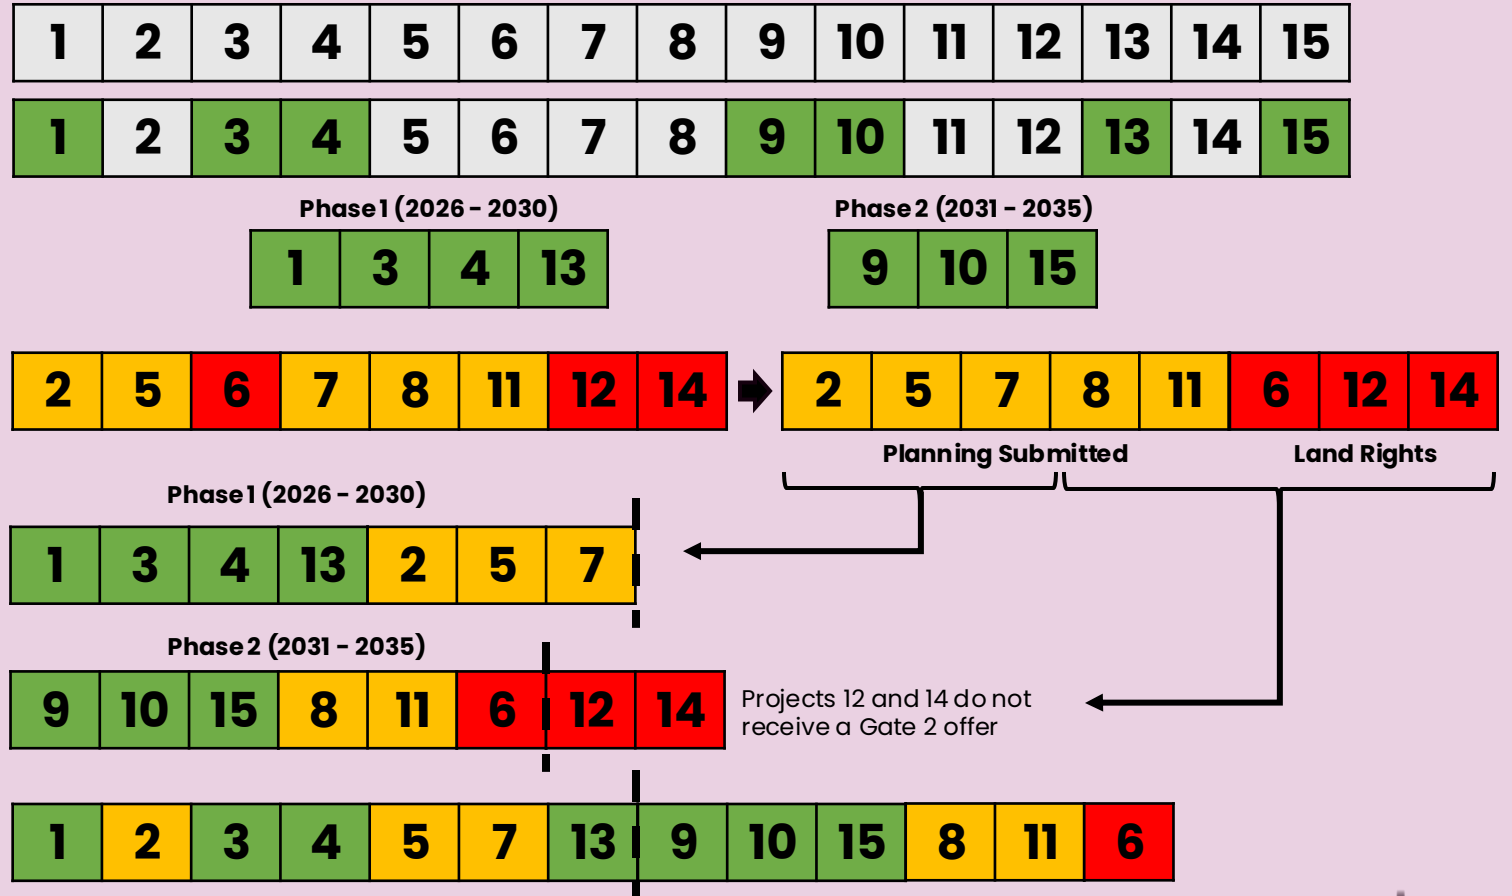 1 2 3 4 5 6 7 8 9 10 11 12 13 14 15
1 2 3 4 5 6 7 8 9 10 11 12 13 14 15
Phase 1 (2026 - 2030) Phase 2 (2031 - 2035)
1 3 4 13 9 10 15
2 5 6 7 8 11 12 14 2 5 7 8 11 6 12 14
Planning Submitted Land Rights
Phase 1 (2026 - 2030)
1 3 4 13 2 5 7
Phase 2 (2031 - 2035)
9 10 15 8 11 6 12 14
Projects 12 and 14 do not
receive a Gate 2 offer
1 2 3 4 5 7 13 9 10 15 8 11 6